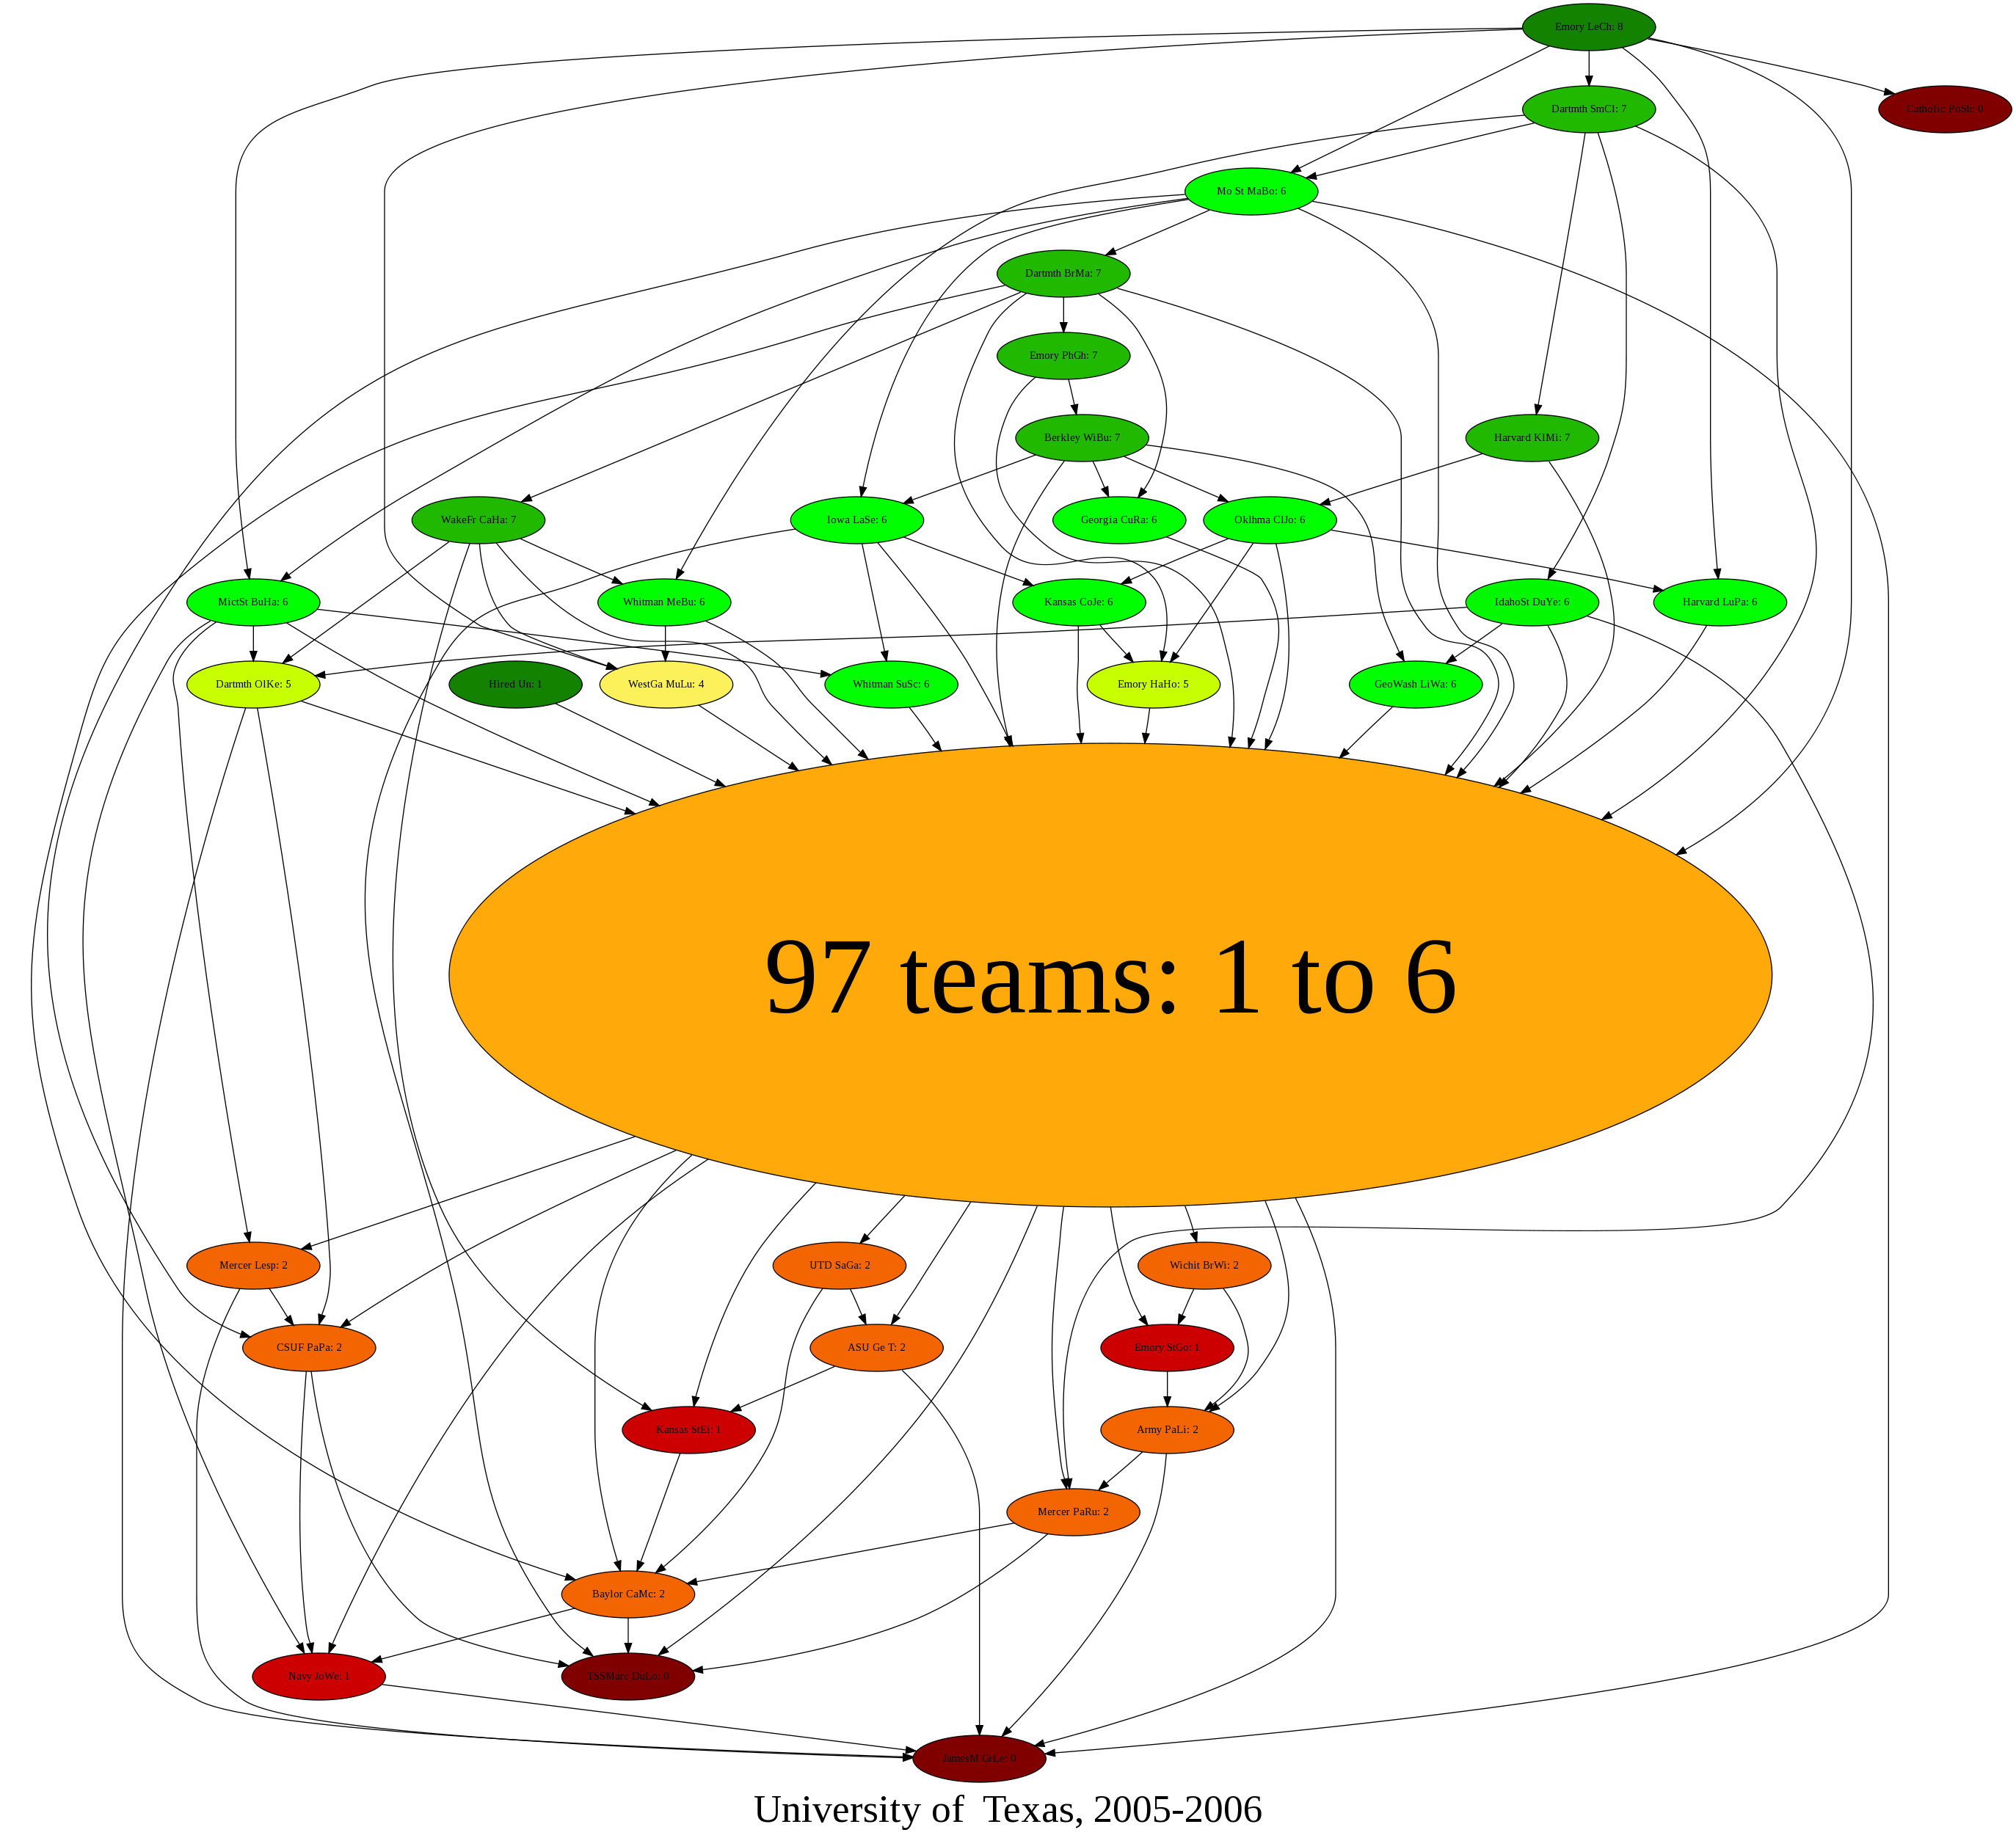 Emory LeCh: 8
Dartmth SmCl: 7
Catholic PoSh: 0
Mo St MaBo: 6
Dartmth BrMa: 7
Emory PhGh: 7
Berkley WiBu: 7
Harvard KlMi: 7
WakeFr CaHa: 7
Iowa LaSe: 6
Georgia CuRa: 6
Oklhma ClJo: 6
MictSt BuHa: 6
Whitman MeBu: 6
Kansas CoJe: 6
IdahoSt DuYe: 6
Harvard LuPa: 6
Dartmth OlKe: 5
Hired Un: 1
WestGa MuLu: 4
Whitman SuSc: 6
Emory HaHo: 5
GeoWash LiWa: 6
97 teams: 1 to 6
Mercer Lesp: 2
UTD SaGa: 2
Wichit BrWi: 2
CSUF PaPa: 2
ASU Ge T: 2
Emory StGo: 1
Kansas StEi: 1
Army PaLi: 2
Mercer PaRu: 2
Baylor CaMc: 2
Navy JoWe: 1
TSSMarc DuLo: 0
JamesM GrLe: 0
University of  Texas, 2005-2006